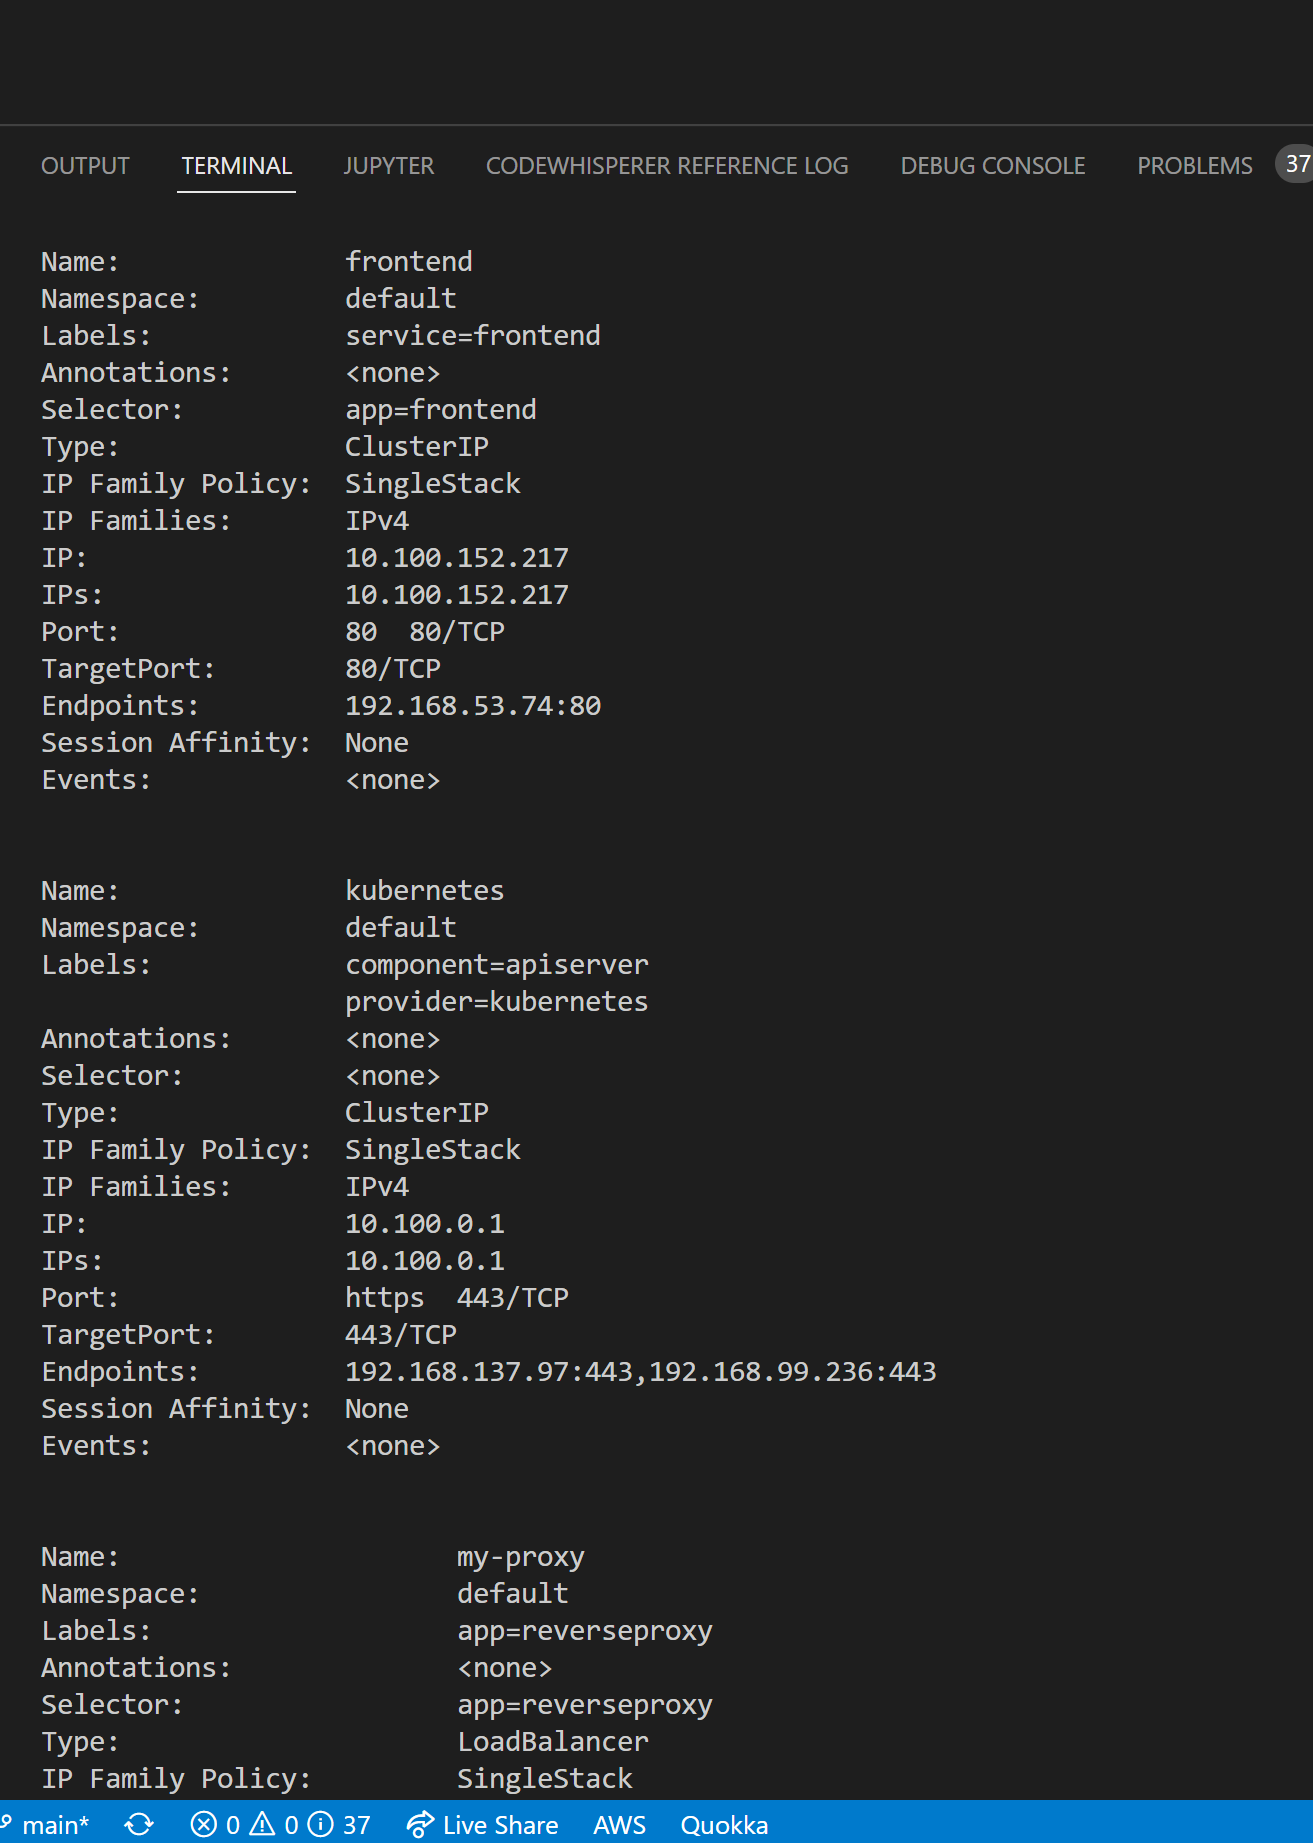 OUTPUT TERMINAL JUPYTER CODEWHISPERER REFERENCE LOG DEBUG CONSOLE PROBLEMS 37
Name: frontend
Namespace: default
Labels: service=frontend
Annotations: <none>
Selector: app=frontend
Type: ClusterIP
IP Family Policy: SingleStack
IP Families: IPv4
IP: 10.100.152.217
IPs: 10.100.152.217
Port: 80 80/TCP
TargetPort: 80/TCP
Endpoints: 192.168.53.74:80
Session Affinity: None
Events: <none>
Name: kubernetes
Namespace: default
Labels: component=apiserver
provider=kubernetes
Annotations: <none>
Selector: <none>
Type: ClusterIP
IP Family Policy: SingleStack
IP Families: IPv4
IP: 10.100.0.1
IPs: 10.100.0.1
Port: https 443/TCP
TargetPort: 443/TCP
Endpoints: 192.168.137.97:443,192.168.99.236:443
Session Affinity: None
Events: <none>
Name: my-proxy
Namespace: default
Labels: app=reverseproxy
Annotations: <none>
Selector: app=reverseproxy
Type: LoadBalancer
IP Family Policy: SingleStack
main* 0 0 37 Live Share AWS Quokka